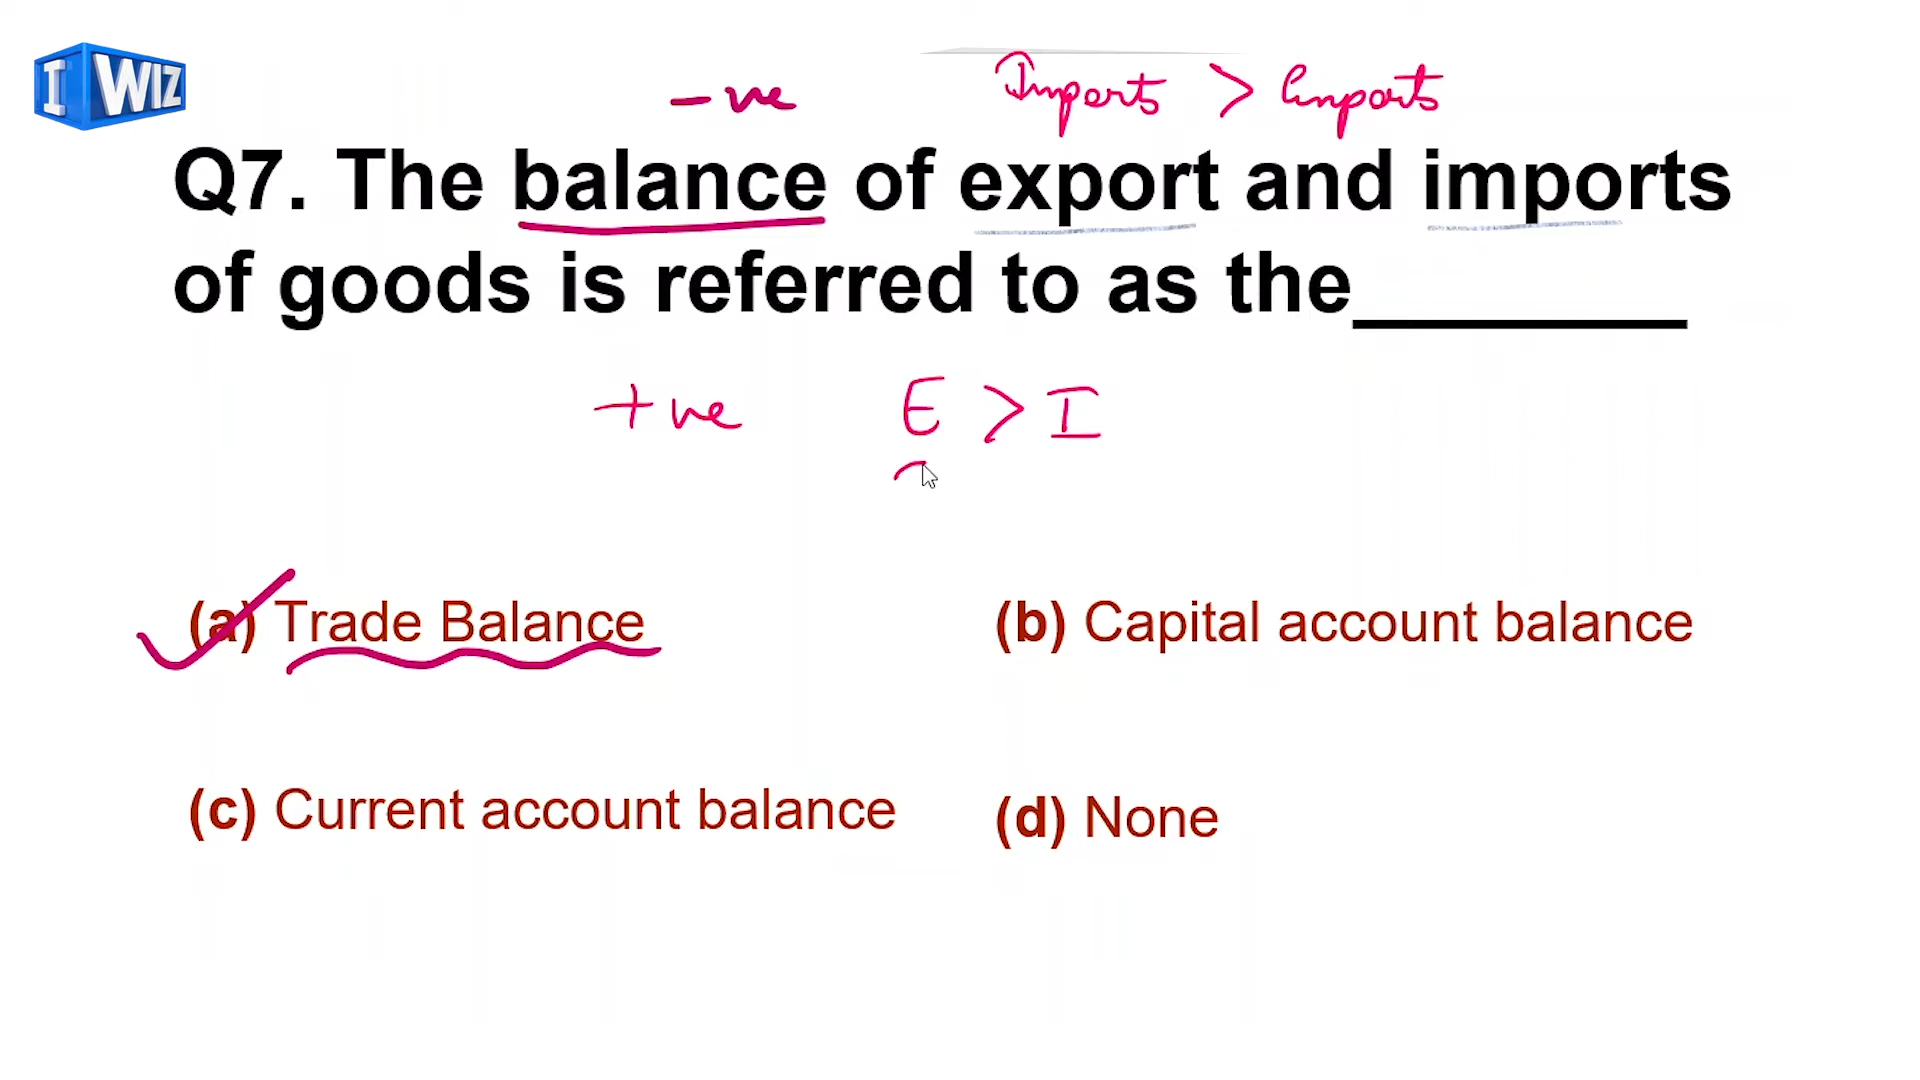 I WIZ
-ve Imports > Exports
Q7. The balance of export and imports
of goods is referred to as the________
+ve E > I
(a) Trade Balance (b) Capital account balance
(c) Current account balance (d) None